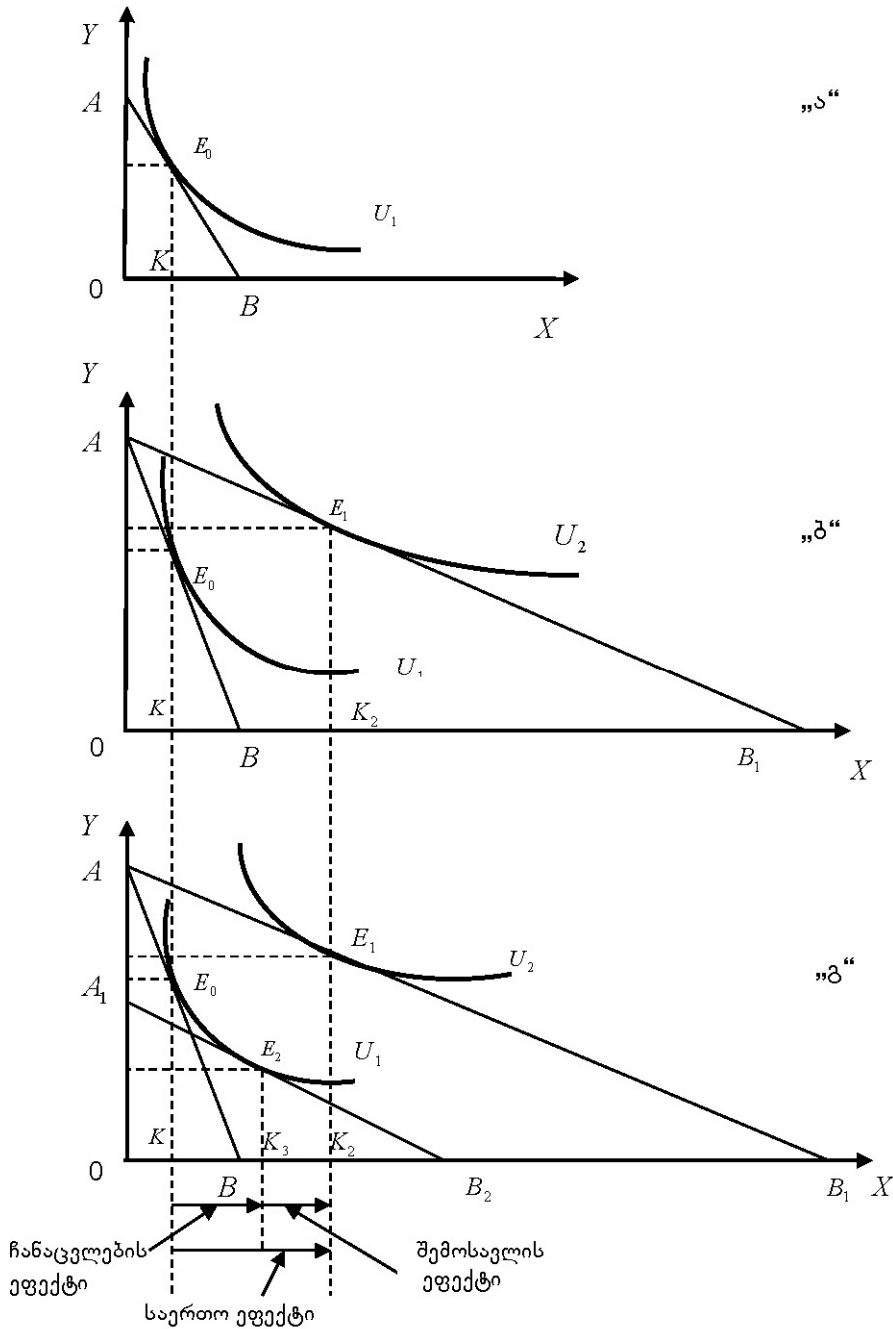 Y
A
„ა“
E₀
U₁
K
0
B
X
Y
A
E₁
U₂
„ბ“
E₀
U₁
K
K₂
0
B
B₁
X
Y
A
E₁
U₂
„გ“
A₁
E₀
E₂
U₁
K
K₃
K₂
0
B
B₂
B₁
X
ჩანაცვლების
ეფექტი
შემოსავლის
ეფექტი
საერთო ეფექტი